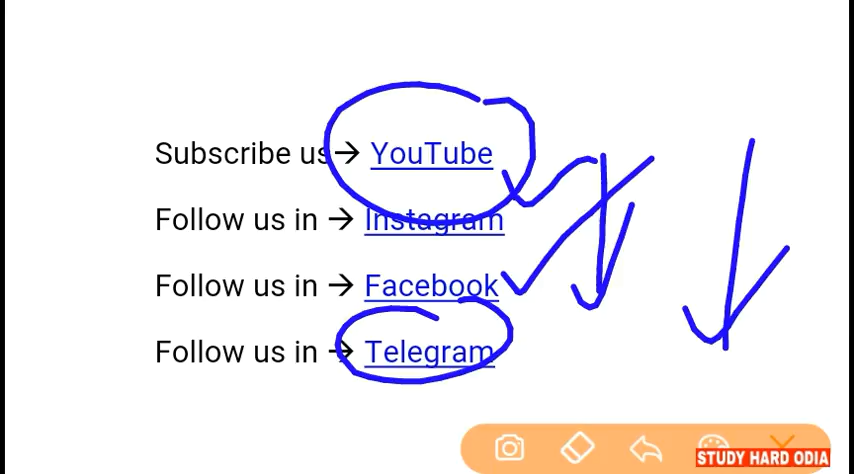 Subscribe us→ YouTube
Follow us in → Instagram
Follow us in → Facebook
Follow us in → Telegram
STUDY HARD ODIA